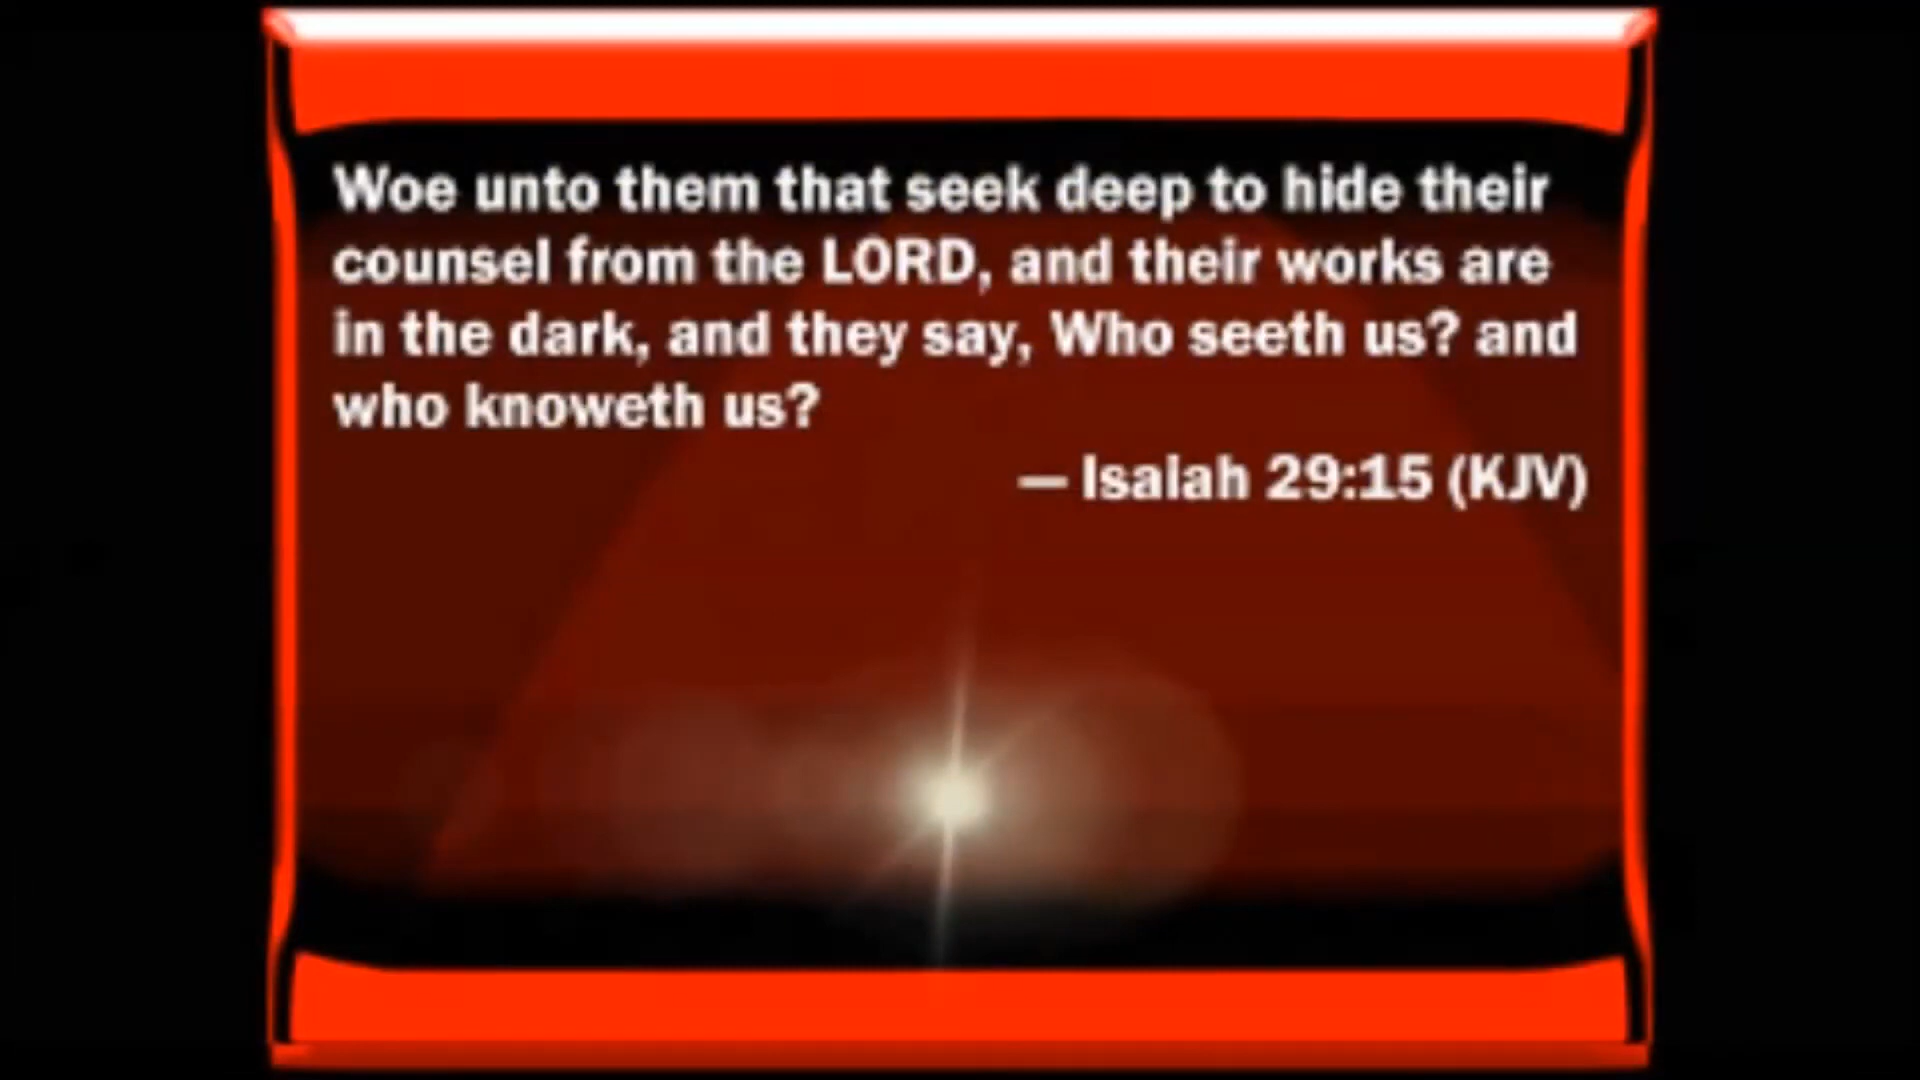 Woe unto them that seek deep to hide their
counsel from the LORD, and their works are
in the dark, and they say, Who seeth us? and
who knoweth us?
— Isaiah 29:15 (KJV)